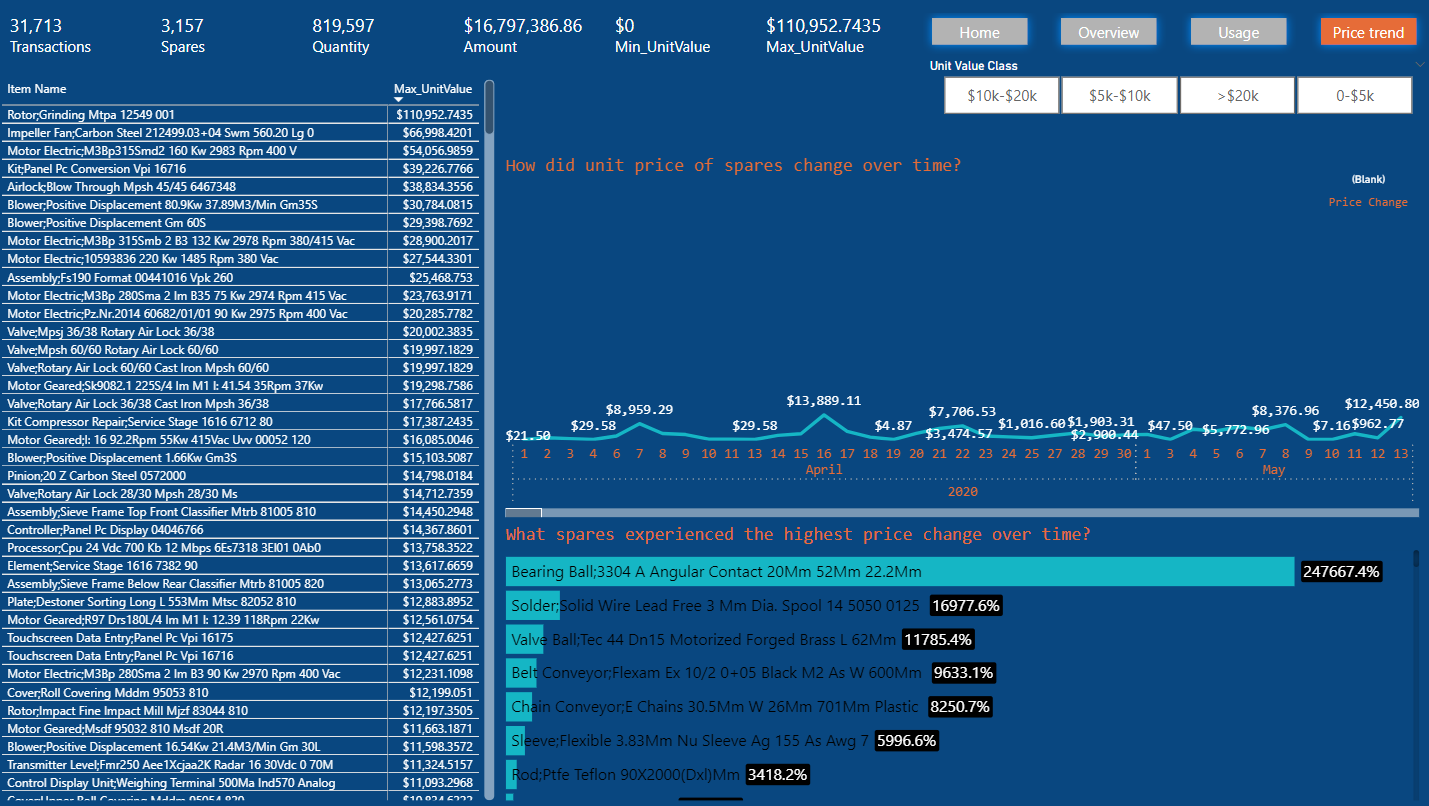 31,713
Transactions
3,157
Spares
819,597
Quantity
$16,797,386.86
Amount
$0
Min_UnitValue
$110,952.7435
Max_UnitValue
Home
Overview
Usage
Price trend
Unit Value Class
$10k-$20k
$5k-$10k
>$20k
0-$5k
Item Name Max_UnitValue
Rotor;Grinding Mtpa 12549 001 $110,952.7435
Impeller Fan;Carbon Steel 212499.03+04 Swm 560.20 Lg 0 $66,998.4201
Motor Electric;M3Bp315Smd2 160 Kw 2983 Rpm 400 V $54,056.9859
Kit;Panel Pc Conversion Vpi 16716 $39,226.7766
Airlock;Blow Through Mpsh 45/45 6467348 $38,834.3556
Blower;Positive Displacement 80.9Kw 37.89M3/Min Gm35S $30,784.0815
Blower;Positive Displacement Gm 60S $29,398.7692
Motor Electric;M3Bp 315Smb 2 B3 132 Kw 2978 Rpm 380/415 Vac $28,900.2017
Motor Electric;10593836 220 Kw 1485 Rpm 380 Vac $27,544.3301
Assembly;Fs190 Format 00441016 Vpk 260 $25,468.753
Motor Electric;M3Bp 280Sma 2 Im B35 75 Kw 2974 Rpm 415 Vac $23,763.9171
Motor Electric;Pz.Nr.2014 60682/01/01 90 Kw 2975 Rpm 400 Vac $20,285.7782
Valve;Mpsj 36/38 Rotary Air Lock 36/38 $20,002.3835
Valve;Mpsh 60/60 Rotary Air Lock 60/60 $19,997.1829
Valve;Rotary Air Lock 60/60 Cast Iron Mpsh 60/60 $19,997.1829
Motor Geared;Sk9082.1 225S/4 Im M1 I: 41.54 35Rpm 37Kw $19,298.7586
Valve;Rotary Air Lock 36/38 Cast Iron Mpsh 36/38 $17,766.5817
Kit Compressor Repair;Service Stage 1616 6712 80 $17,387.2435
Motor Geared;I: 16 92.2Rpm 55Kw 415Vac Uvv 00052 120 $16,085.0046
Blower;Positive Displacement 1.66Kw Gm3S $15,103.5087
Pinion;20 Z Carbon Steel 0572000 $14,798.0184
Valve;Rotary Air Lock 28/30 Mpsh 28/30 Ms $14,712.7359
Assembly;Sieve Frame Top Front Classifier Mtrb 81005 810 $14,450.2948
Controller;Panel Pc Display 04046766 $14,367.8601
Processor;Cpu 24 Vdc 700 Kb 12 Mbps 6Es7318 3El01 0Ab0 $13,758.3522
Element;Service Stage 1616 7382 90 $13,617.6659
Assembly;Sieve Frame Below Rear Classifier Mtrb 81005 820 $13,065.2773
Plate;Destoner Sorting Long L 553Mm Mtsc 82052 810 $12,883.8952
Motor Geared;R97 Drs180L/4 Im M1 I: 12.39 118Rpm 22Kw $12,561.0754
Touchscreen Data Entry;Panel Pc Vpi 16175 $12,427.6251
Touchscreen Data Entry;Panel Pc Vpi 16716 $12,427.6251
Motor Electric;M3Bp 280Sma 2 Im B3 90 Kw 2970 Rpm 400 Vac $12,231.1098
Cover;Roll Covering Mddm 95053 810 $12,199.051
Rotor;Impact Fine Impact Mill Mjzf 83044 810 $12,197.3505
Motor Geared;Msdf 95032 810 Msdf 20R $11,663.1871
Blower;Positive Displacement 16.54Kw 21.4M3/Min Gm 30L $11,598.3572
Transmitter Level;Fmr250 Aee1Xcjaa2K Radar 16 30Vdc 0 70M $11,324.5157
Control Display Unit;Weighing Terminal 500Ma Ind570 Analog $11,093.2968
How did unit price of spares change over time?
(Blank)
Price Change
$21.50 $29.58 $8,959.29 $29.58 $13,889.11 $4.87 $7,706.53 $3,474.57 $1,016.60 $1,903.31 $2,900.44 $47.50 $5,772.96 $8,376.96 $7.16 $962.77 $12,450.80
1 2 3 4 5 6 7 8 9 10 11 13 14 15 16 17 18 19 20 21 22 23 24 25 27 28 29 30 1 3 4 5 6 7 8 9 10 11 12 13
April May
2020
What spares experienced the highest price change over time?
Bearing Ball;3304 A Angular Contact 20Mm 52Mm 22.2Mm 247667.4%
Solder;Solid Wire Lead Free 3 Mm Dia. Spool 14 5050 0125 16977.6%
Valve Ball;Tec 44 Dn15 Motorized Forged Brass L 62Mm 11785.4%
Belt Conveyor;Flexam Ex 10/2 0+05 Black M2 As W 600Mm 9633.1%
Chain Conveyor;E Chains 30.5Mm W 26Mm 701Mm Plastic 8250.7%
Sleeve;Flexible 3.83Mm Nu Sleeve Ag 155 As Awg 7 5996.6%
Rod;Ptfe Teflon 90X2000(Dxl)Mm 3418.2%